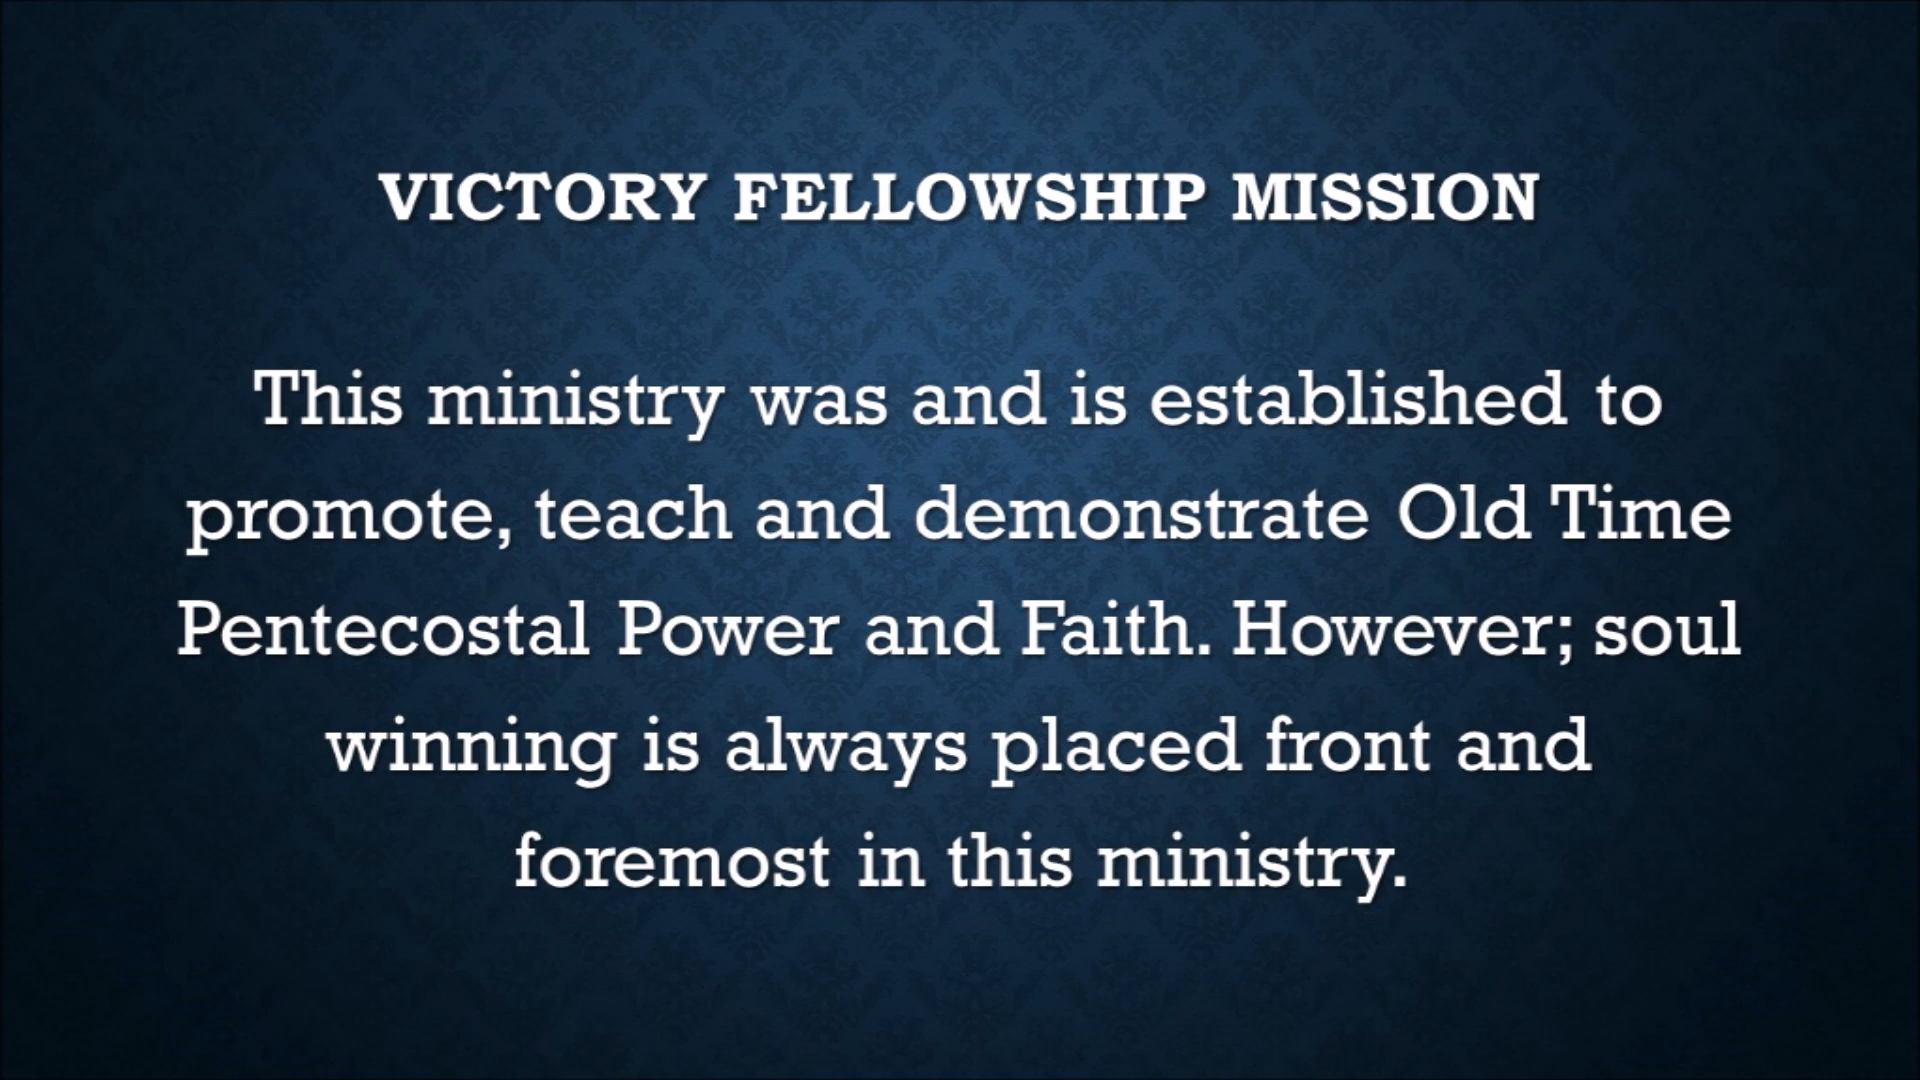 VICTORY FELLOWSHIP MISSION
This ministry was and is established to
promote, teach and demonstrate Old Time
Pentecostal Power and Faith. However; soul
winning is always placed front and
foremost in this ministry.